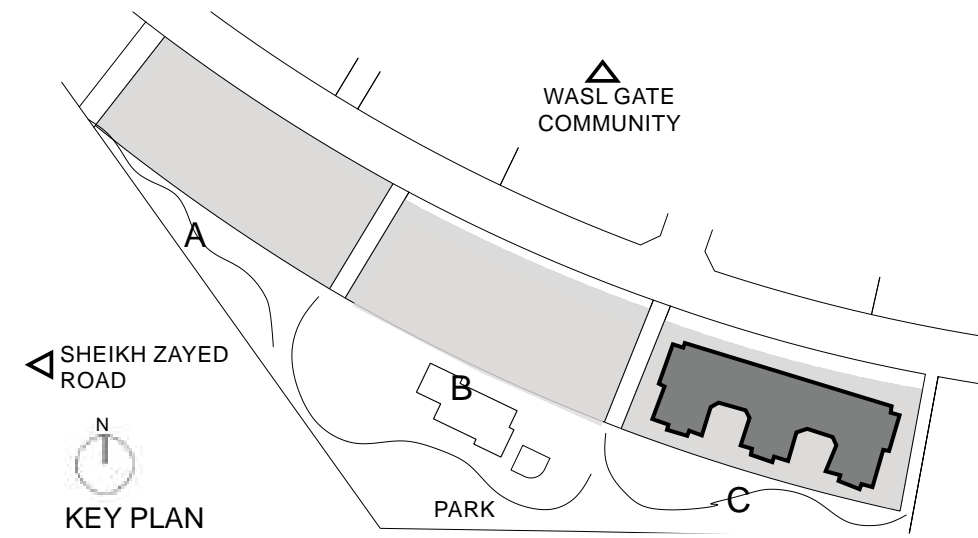 WASL GATE
COMMUNITY
A
SHEIKH ZAYED
ROAD
B
N
C
PARK
KEY PLAN